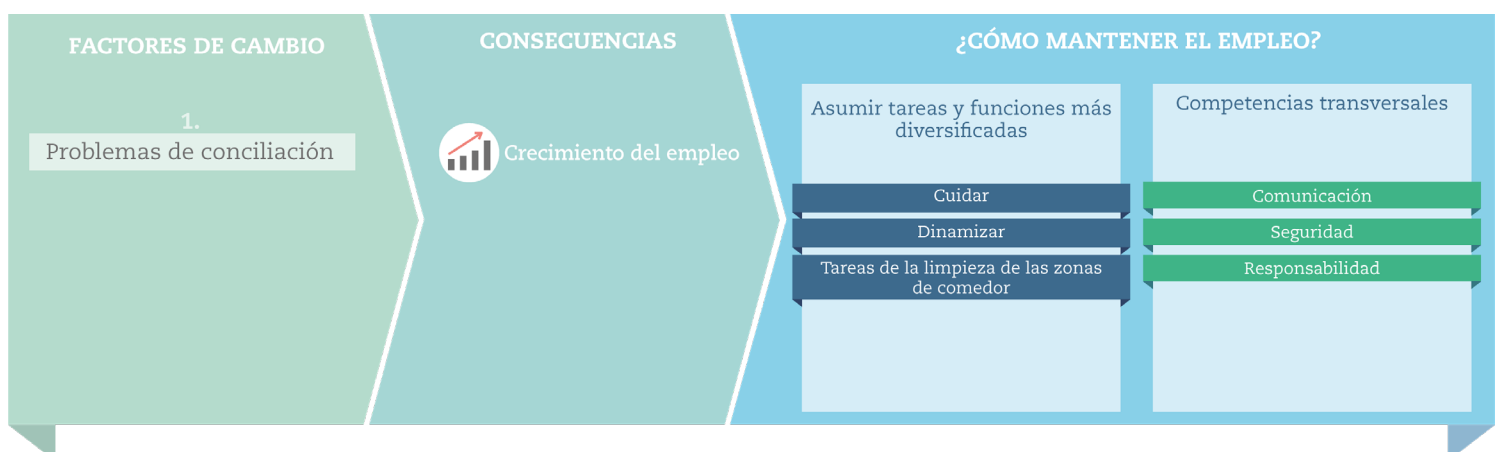 FACTORES DE CAMBIO
1.
Problemas de conciliación
CONSECUENCIAS
Crecimiento del empleo
¿CÓMO MANTENER EL EMPLEO?
Asumir tareas y funciones más
diversificadas
Cuidar
Dinamizar
Tareas de la limpieza de las zonas
de comedor
Competencias transversales
Comunicación
Seguridad
Responsabilidad